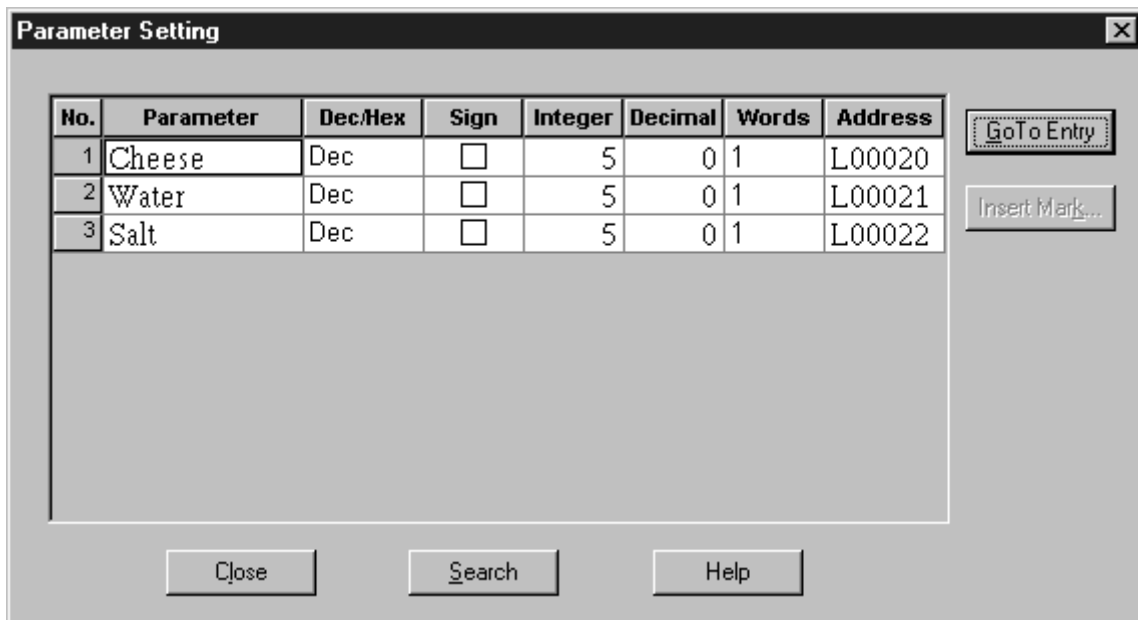 Parameter Setting
No. Parameter Dec/Hex Sign Integer Decimal Words Address
1 Cheese Dec 5 0 1 L00020
2 Water Dec 5 0 1 L00021
3 Salt Dec 5 0 1 L00022
GoTo Entry
Insert Mark...
Close Search Help